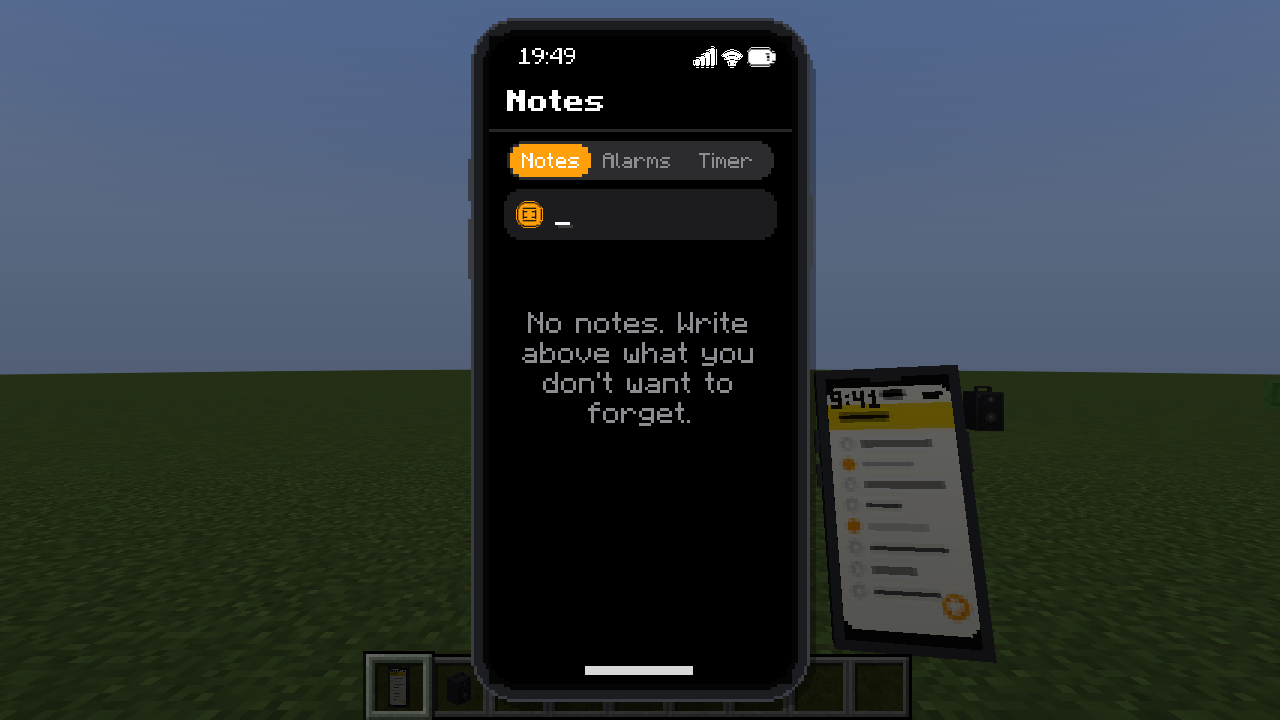 19:49
Notes
Notes Alarms Timer
_
No notes. Write
above what you
don't want to
forget.
9:41